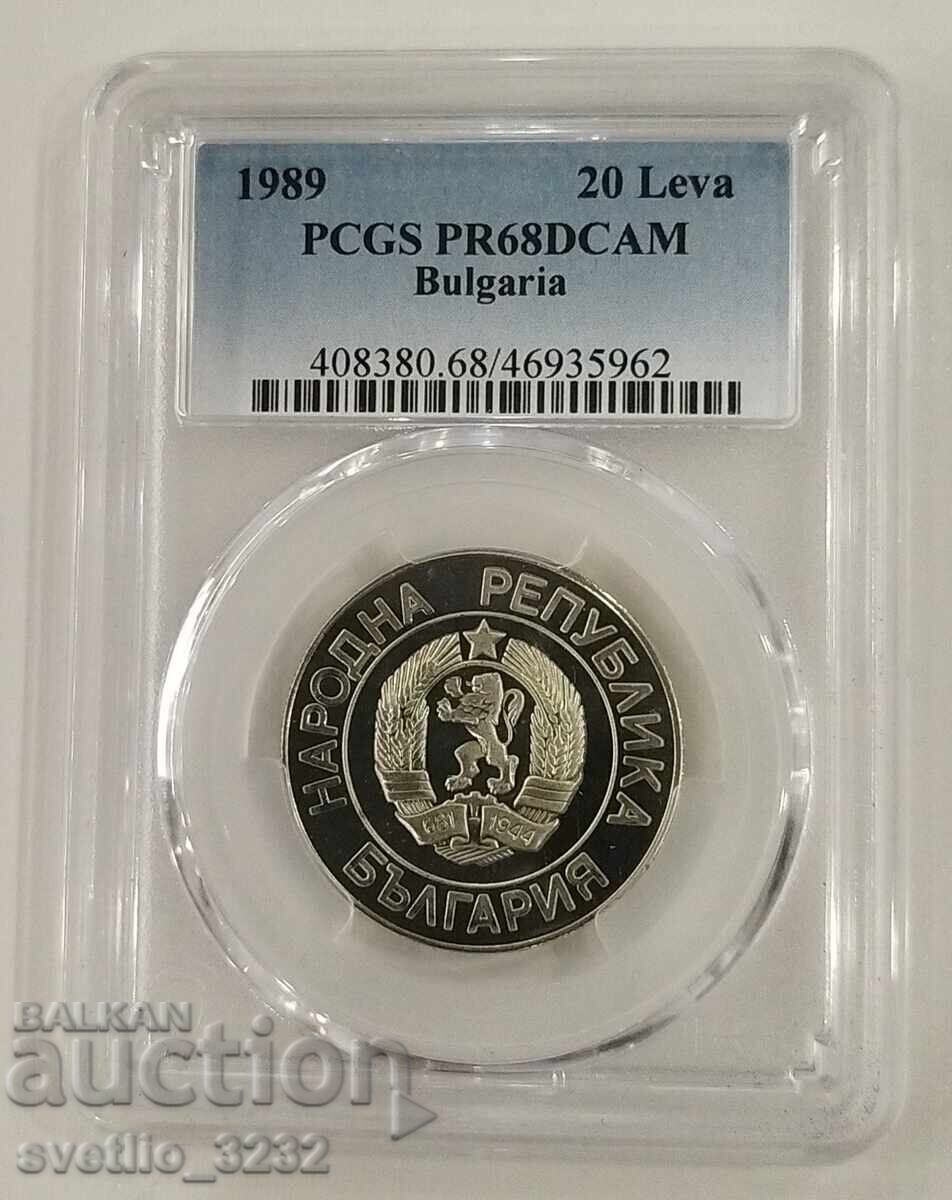 1989 20 Leva
PCGS PR68DCAM
Bulgaria
408380.68/46935962
НАРОДНА РЕПУБЛИКА
БЪЛГАРИЯ
681 1944
BALKAN
auction
svetlio_3232